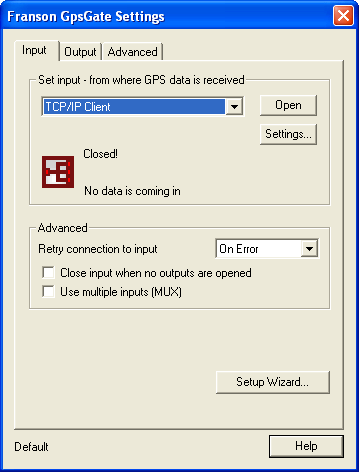 Franson GpsGate Settings
Input Output Advanced
Set input - from where GPS data is received
TCP/IP Client
Open
Settings...
Closed!
No data is coming in
Advanced
Retry connection to input
On Error
Close input when no outputs are opened
Use multiple inputs (MUX)
Setup Wizard...
Default
Help